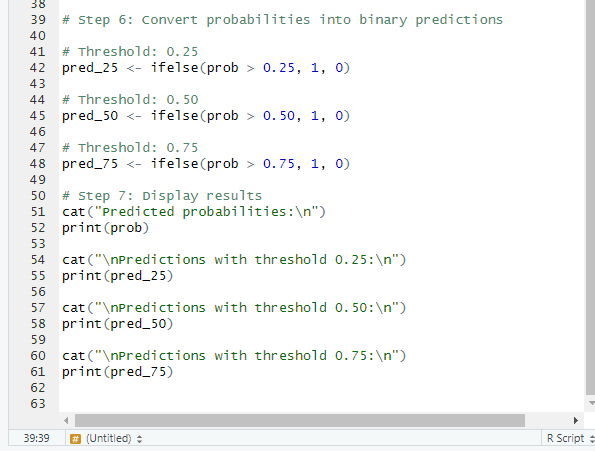 38
39 # Step 6: Convert probabilities into binary predictions
40
41 # Threshold: 0.25
42 pred_25 <- ifelse(prob > 0.25, 1, 0)
43
44 # Threshold: 0.50
45 pred_50 <- ifelse(prob > 0.50, 1, 0)
46
47 # Threshold: 0.75
48 pred_75 <- ifelse(prob > 0.75, 1, 0)
49
50 # Step 7: Display results
51 cat("Predicted probabilities:\n")
52 print(prob)
53
54 cat("\nPredictions with threshold 0.25:\n")
55 print(pred_25)
56
57 cat("\nPredictions with threshold 0.50:\n")
58 print(pred_50)
59
60 cat("\nPredictions with threshold 0.75:\n")
61 print(pred_75)
62
63
39:39 # (Untitled) R Script